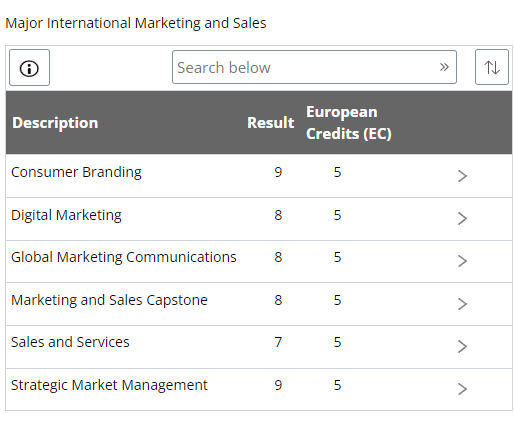 Major International Marketing and Sales
Search below »
Description Result European Credits (EC)
Consumer Branding 9 5
Digital Marketing 8 5
Global Marketing Communications 8 5
Marketing and Sales Capstone 8 5
Sales and Services 7 5
Strategic Market Management 9 5